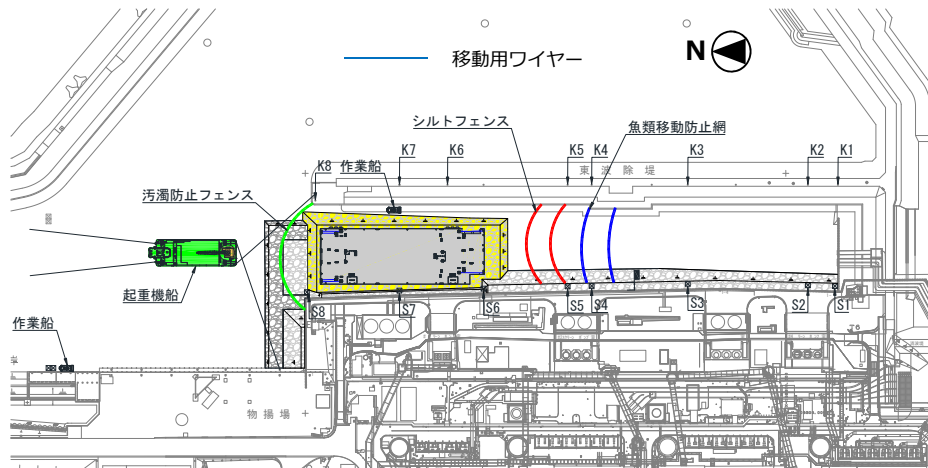 移動用ワイヤー
N
シルトフェンス
魚類移動防止網
K8
作業船
K7
K6
K5
K4
K3
K2
K1
東波除堤
汚濁防止フェンス
起重機船
作業船
S8
S7
S6
S5
S4
S3
S2
S1
物揚場